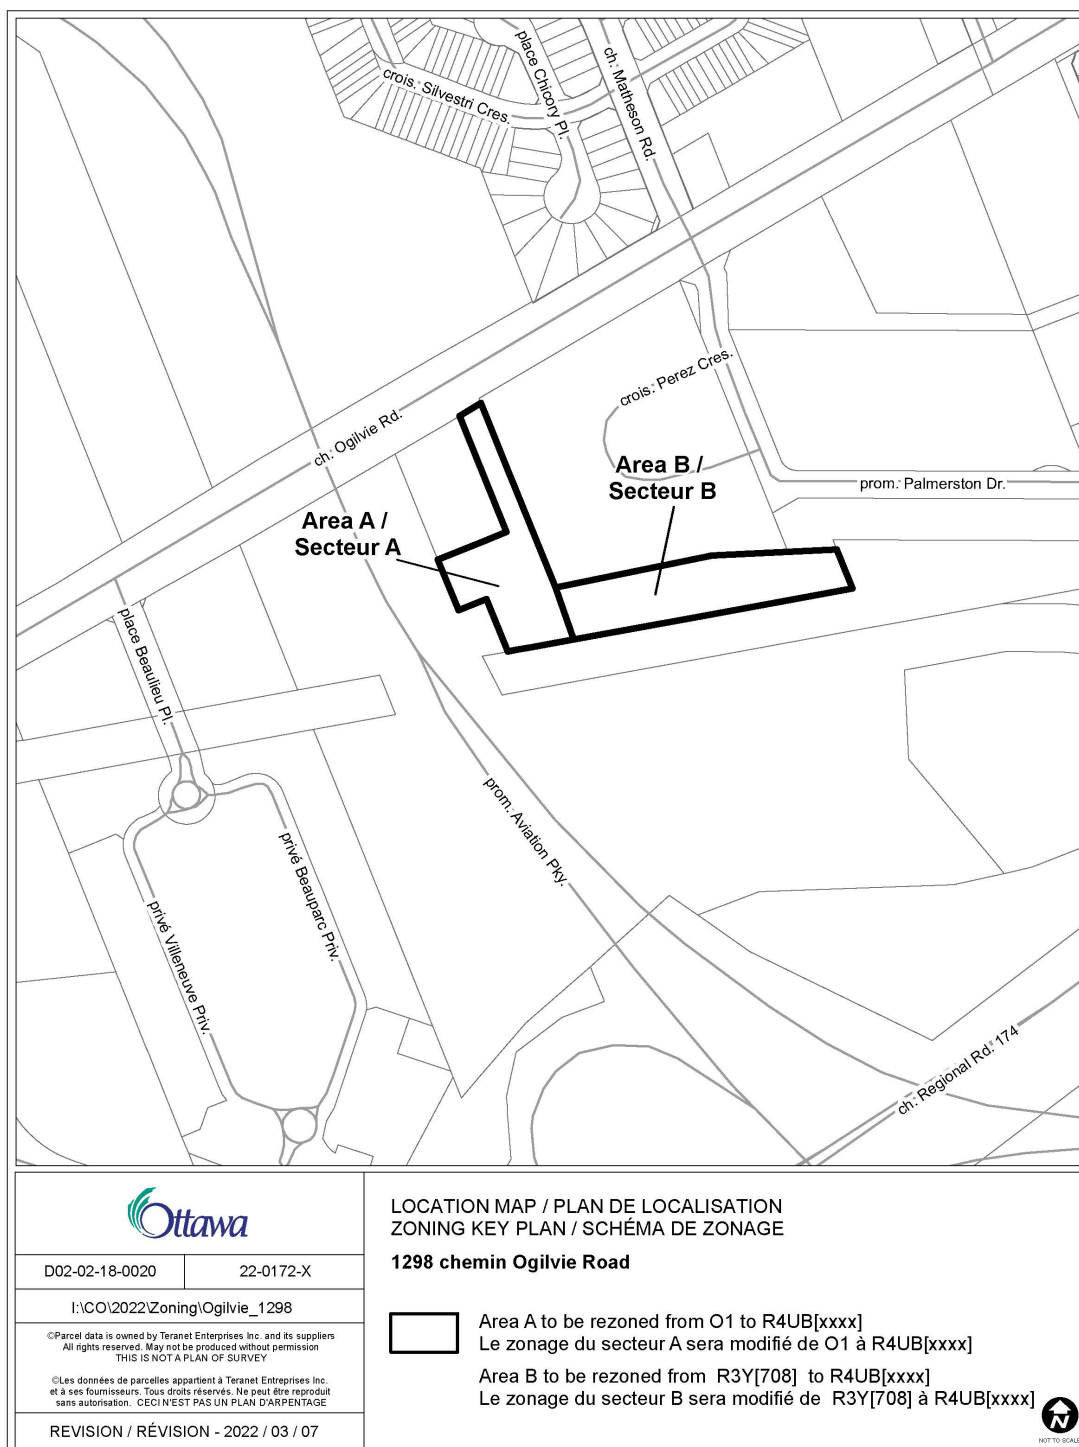 place Chicory Pl.
ch. Matheson Rd.
crois. Silvestri Cres.
crois. Perez Cres.
ch. Ogilvie Rd.
Area B /
Secteur B
prom. Palmerston Dr.
Area A /
Secteur A
place Beaulieu Pl.
prom. Aviation Pky.
privé Beauparc Priv.
privé Villeneuve Priv.
ch. Regional Rd. 174
Ottawa
D02-02-18-0020
22-0172-X
I:\CO\2022\Zoning\Ogilvie_1298
©Parcel data is owned by Teranet Enterprises Inc. and its suppliers
All rights reserved. May not be produced without permission
THIS IS NOT A PLAN OF SURVEY
©Les données de parcelles appartient à Teranet Enterprises Inc.
et à ses fournisseurs. Tous droits réservés. Ne peut être reproduit
sans autorisation. CECI N'EST PAS UN PLAN D'ARPENTAGE
REVISION / RÉVISION - 2022 / 03 / 07
LOCATION MAP / PLAN DE LOCALISATION
ZONING KEY PLAN / SCHÉMA DE ZONAGE
1298 chemin Ogilvie Road
Area A to be rezoned from O1 to R4UB[xxxx]
Le zonage du secteur A sera modifié de O1 à R4UB[xxxx]
Area B to be rezoned from R3Y[708] to R4UB[xxxx]
Le zonage du secteur B sera modifié de R3Y[708] à R4UB[xxxx]
N
NOT TO SCALE